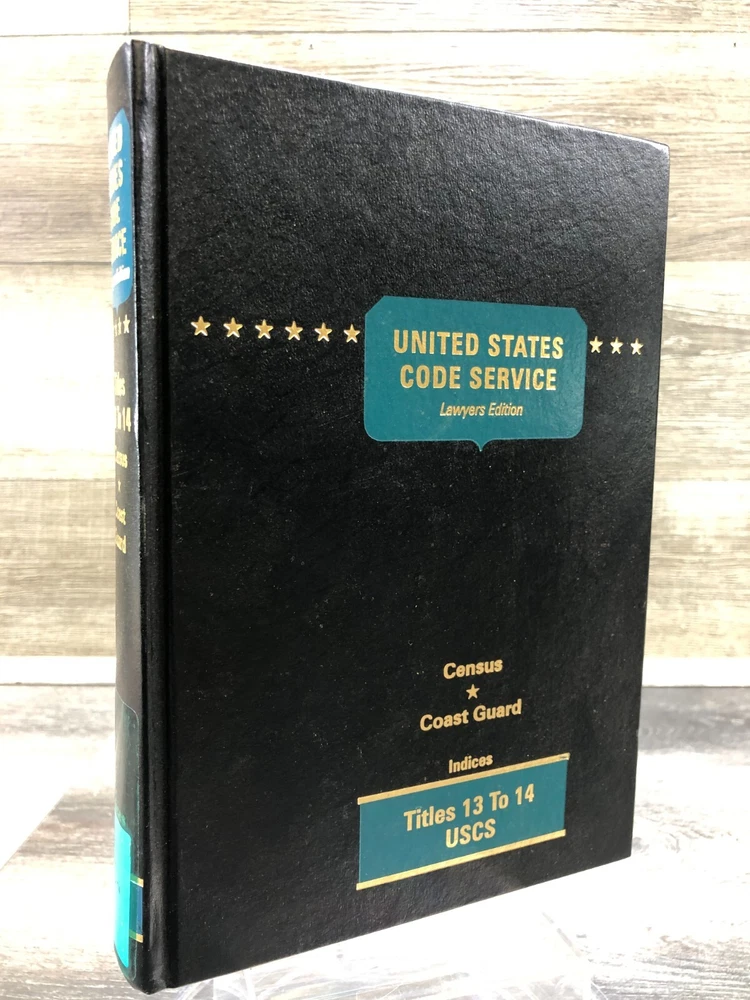 UNITED STATES
CODE SERVICE
Lawyers Edition
Census
Coast Guard
Indices
Titles 13 To 14
USCS